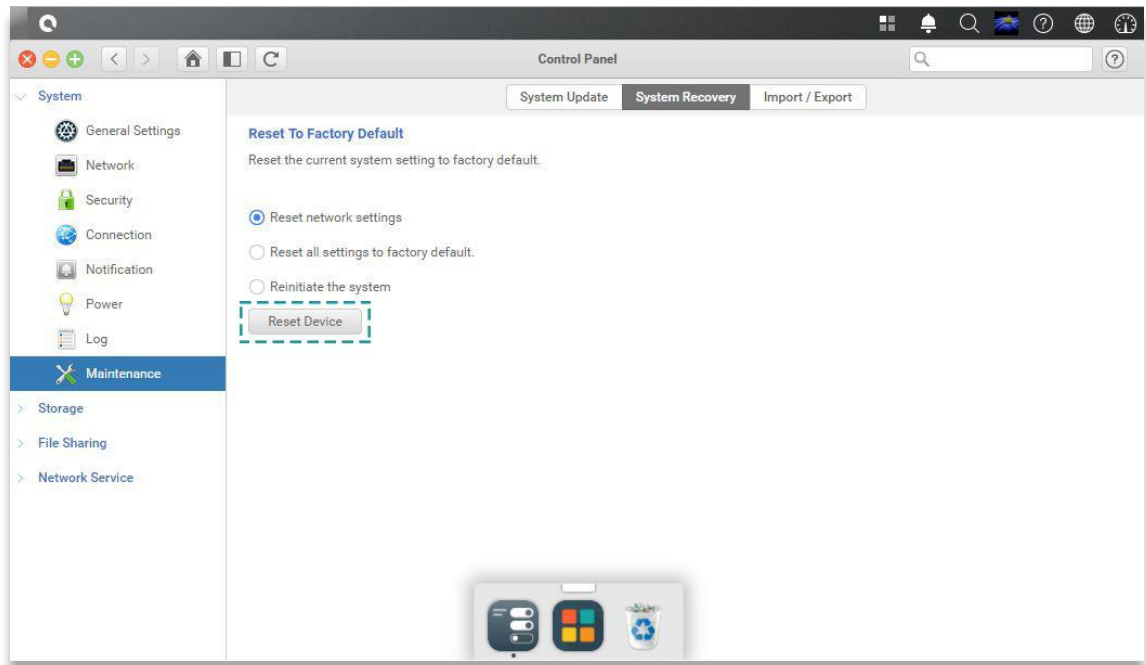 Control Panel
System
General Settings
Network
Security
Connection
Notification
Power
Log
Maintenance
Storage
File Sharing
Network Service
System Update System Recovery Import / Export
Reset To Factory Default
Reset the current system setting to factory default.
Reset network settings
Reset all settings to factory default.
Reinitiate the system
Reset Device